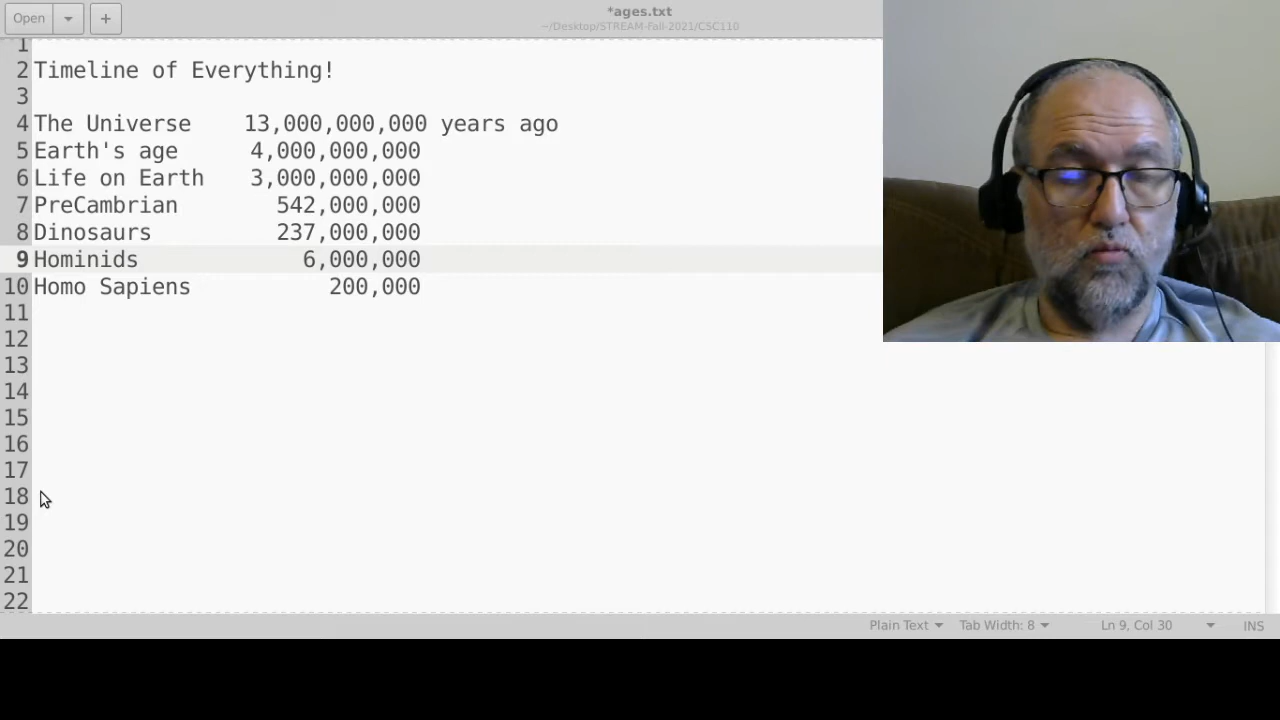 Open
+
*ages.txt
~/Desktop/STREAM-Fall-2021/CSC110
1
2 Timeline of Everything!
3
4 The Universe 13,000,000,000 years ago
5 Earth's age 4,000,000,000
6 Life on Earth 3,000,000,000
7 PreCambrian 542,000,000
8 Dinosaurs 237,000,000
9 Hominids 6,000,000
10 Homo Sapiens 200,000
11
12
13
14
15
16
17
18
19
20
21
22
Plain Text Tab Width: 8 Ln 9, Col 30 INS